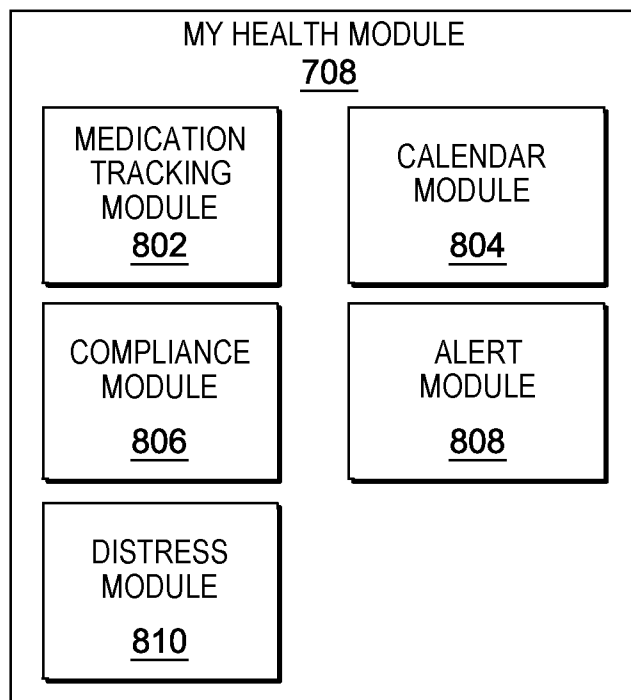 MY HEALTH MODULE
708
MEDICATION
TRACKING
MODULE
802
CALENDAR
MODULE
804
COMPLIANCE
MODULE
806
ALERT
MODULE
808
DISTRESS
MODULE
810